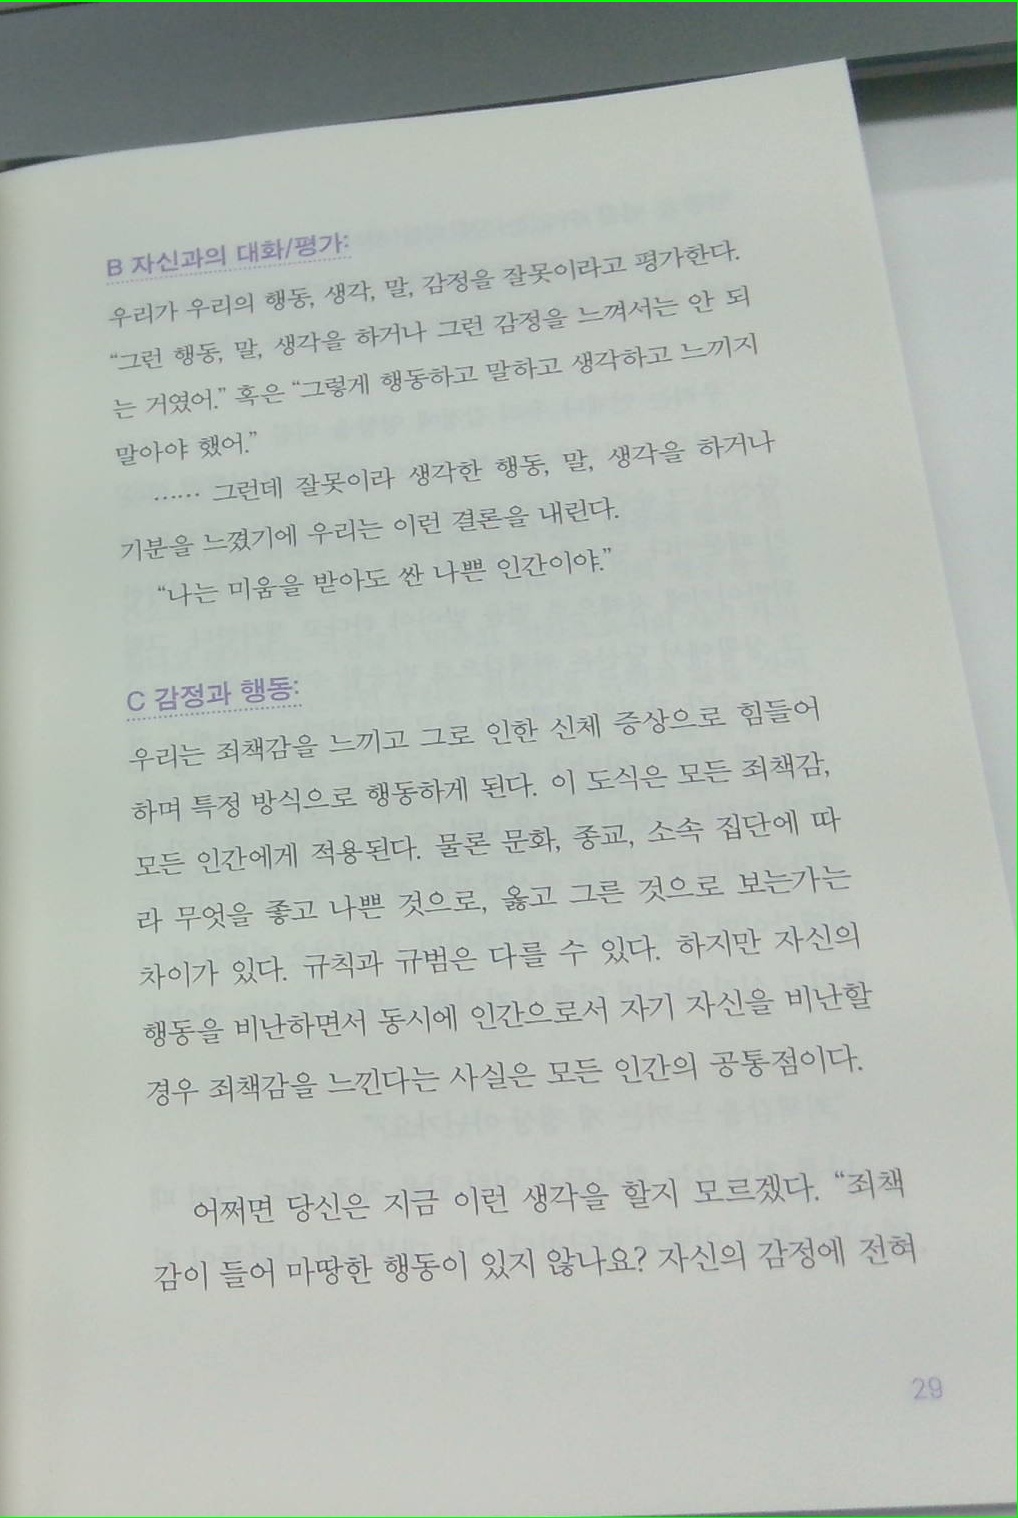 B 자신과의 대화/평가:
우리가 우리의 행동, 생각, 말, 감정을 잘못이라고 평가한다.
“그런 행동, 말, 생각을 하거나 그런 감정을 느껴서는 안 되
는 거였어.” 혹은 “그렇게 행동하고 말하고 생각하고 느끼지
말아야 했어.”
…… 그런데 잘못이라 생각한 행동, 말, 생각을 하거나
기분을 느꼈기에 우리는 이런 결론을 내린다.
“나는 미움을 받아도 싼 나쁜 인간이야.”
C 감정과 행동:
우리는 죄책감을 느끼고 그로 인한 신체 증상으로 힘들어
하며 특정 방식으로 행동하게 된다. 이 도식은 모든 죄책감,
모든 인간에게 적용된다. 물론 문화, 종교, 소속 집단에 따
라 무엇을 좋고 나쁜 것으로, 옳고 그른 것으로 보는가는
차이가 있다. 규칙과 규범은 다를 수 있다. 하지만 자신의
행동을 비난하면서 동시에 인간으로서 자기 자신을 비난할
경우 죄책감을 느낀다는 사실은 모든 인간의 공통점이다.
어쩌면 당신은 지금 이런 생각을 할지 모르겠다. “죄책
감이 들어 마땅한 행동이 있지 않나요? 자신의 감정에 전혀
29